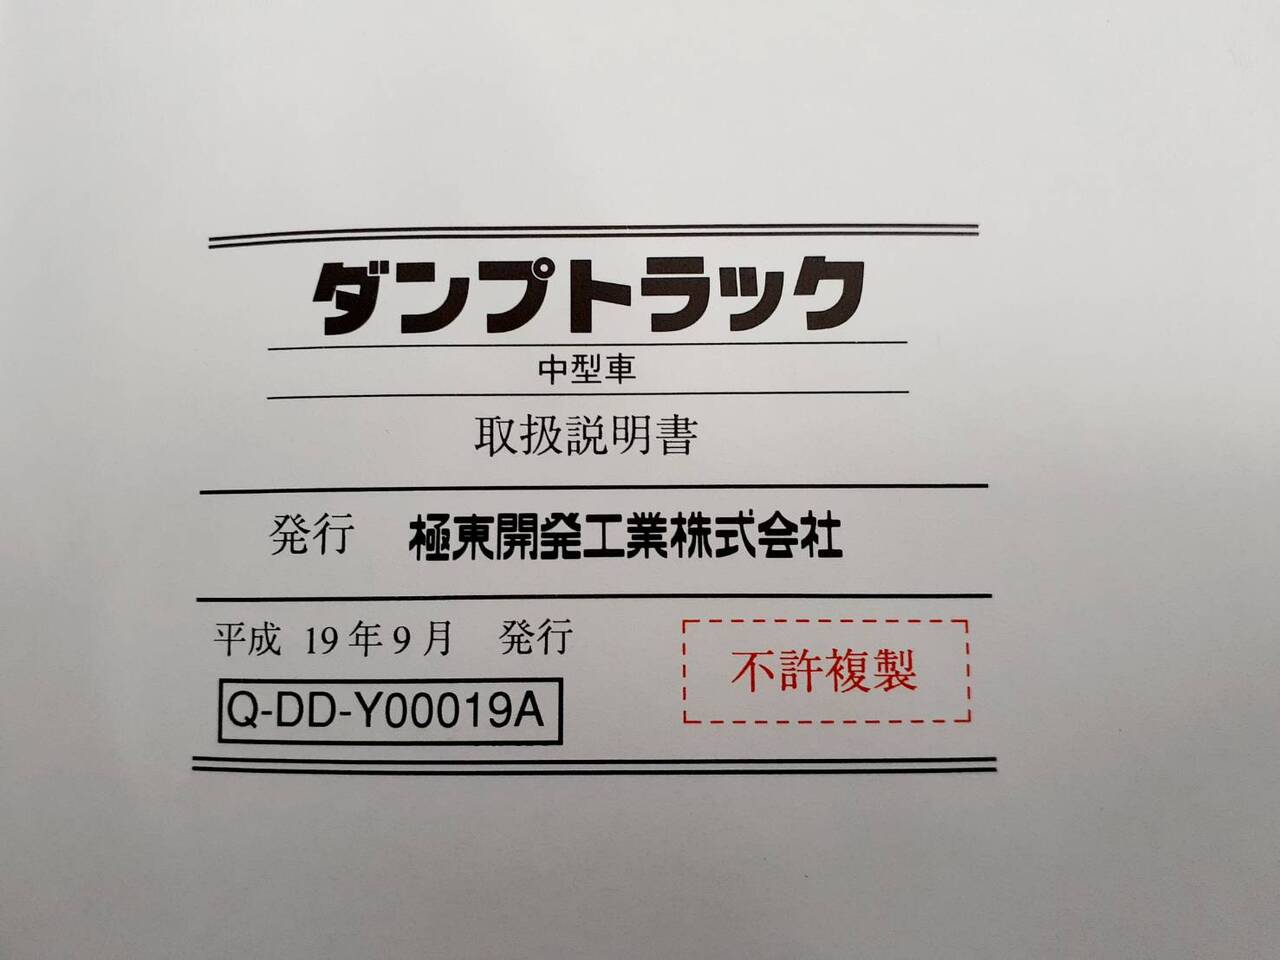 ダンプトラック
中型車
取扱説明書
発行 極東開発工業株式会社
平成 19年9月 発行
不許複製
Q-DD-Y00019A